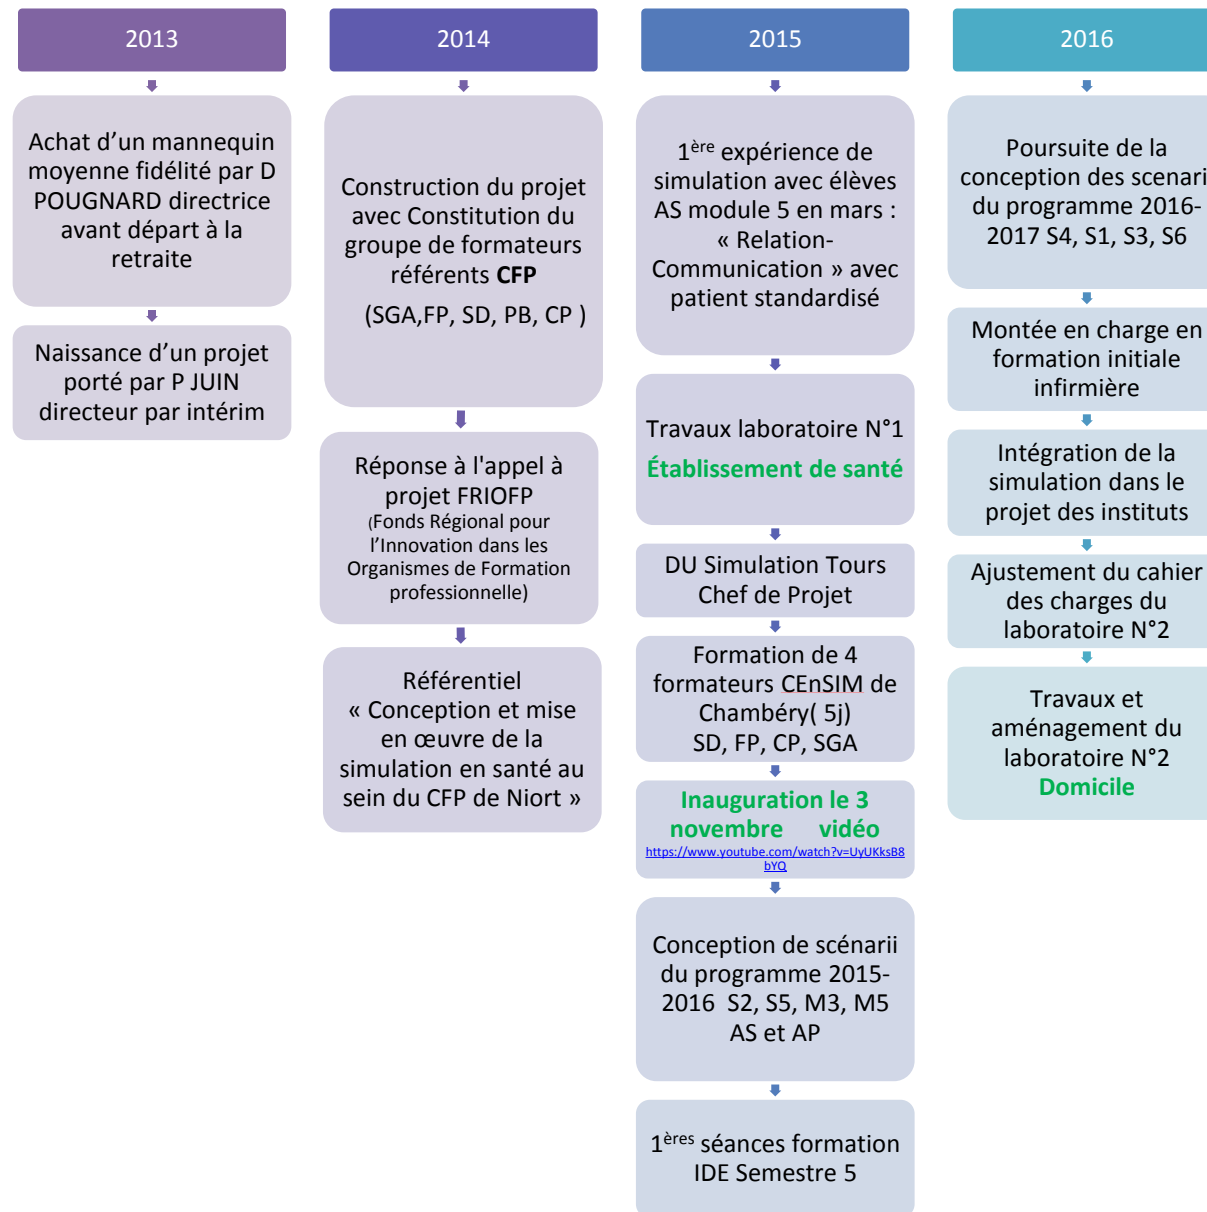 2013
Achat d’un mannequin
moyenne fidélité par D
POUGNARD directrice
avant départ à la
retraite
Naissance d’un projet
porté par P JUIN
directeur par intérim
2014
Construction du projet
avec Constitution du
groupe de formateurs
référents CFP
(SGA,FP, SD, PB, CP )
Réponse à l'appel à
projet FRIOFP
(Fonds Régional pour
l’Innovation dans les
Organismes de Formation
professionnelle)
Référentiel
« Conception et mise
en œuvre de la
simulation en santé au
sein du CFP de Niort »
2015
1ère expérience de
simulation avec élèves
AS module 5 en mars :
« Relation-
Communication » avec
patient standardisé
Travaux laboratoire N°1
Établissement de santé
DU Simulation Tours
Chef de Projet
Formation de 4
formateurs CEnSIM de
Chambéry( 5j)
SD, FP, CP, SGA
Inauguration le 3
novembre vidéo
https://www.youtube.com/watch?v=UyUKksB8
bYQ
Conception de scénarii
du programme 2015-
2016 S2, S5, M3, M5
AS et AP
1ères séances formation
IDE Semestre 5
2016
Poursuite de la
conception des scenari
du programme 2016-
2017 S4, S1, S3, S6
Montée en charge en
formation initiale
infirmière
Intégration de la
simulation dans le
projet des instituts
Ajustement du cahier
des charges du
laboratoire N°2
Travaux et
aménagement du
laboratoire N°2
Domicile